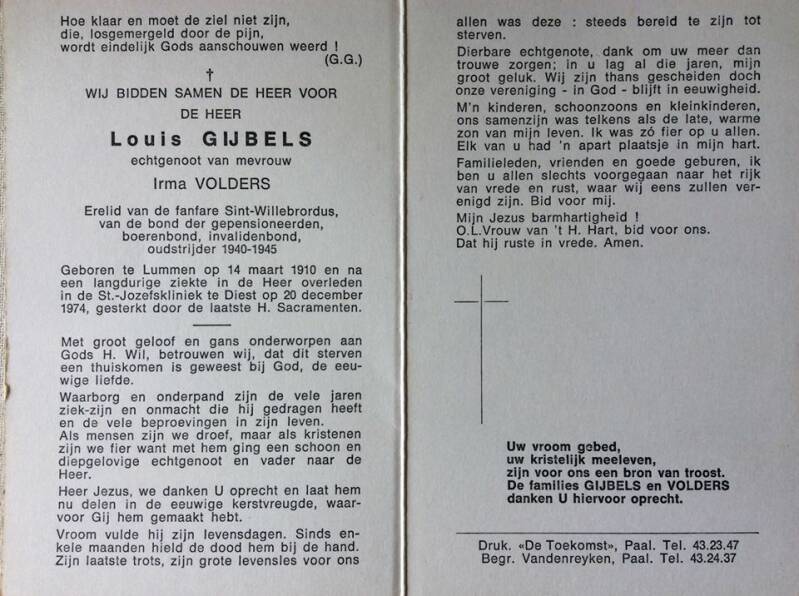 Hoe klaar en moet de ziel niet zijn,
die, losgemergeld door de pijn,
wordt eindelijk Gods aanschouwen weerd !
(G.G.)
†
WIJ BIDDEN SAMEN DE HEER VOOR
DE HEER
Louis GIJBELS
echtgenoot van mevrouw
Irma VOLDERS
Erelid van de fanfare Sint-Willebrordus,
van de bond der gepensioneerden,
boerenbond, invalidenbond,
oudstrijder 1940-1945
Geboren te Lummen op 14 maart 1910 en na
een langdurige ziekte in de Heer overleden
in de St.-Jozefskliniek te Diest op 20 december
1974, gesterkt door de laatste H. Sacramenten.
Met groot geloof en gans onderworpen aan
Gods H. Wil, betrouwen wij, dat dit sterven
een thuiskomen is geweest bij God, de eeu-
wige liefde.
Waarborg en onderpand zijn de vele jaren
ziek-zijn en onmacht die hij gedragen heeft
en de vele beproevingen in zijn leven.
Als mensen zijn we droef, maar als kristenen
zijn we fier want met hem ging een schoon en
diepgelovige echtgenoot en vader naar de
Heer.
Heer Jezus, we danken U oprecht en laat hem
nu delen in de eeuwige kerstvreugde, waar-
voor Gij hem gemaakt hebt.
Vroom vulde hij zijn levensdagen. Sinds en-
kele maanden hield de dood hem bij de hand.
Zijn laatste trots, zijn grote levensles voor ons
allen was deze : steeds bereid te zijn tot
sterven.
Dierbare echtgenote, dank om uw meer dan
trouwe zorgen; in u lag al die jaren, mijn
groot geluk. Wij zijn thans gescheiden doch
onze vereniging - in God - blijft in eeuwigheid.
M'n kinderen, schoonzoons en kleinkinderen,
ons samenzijn was telkens als de late, warme
zon van mijn leven. Ik was zó fier op u allen.
Elk van u had 'n apart plaatsje in mijn hart.
Familieleden, vrienden en goede geburen, ik
ben u allen slechts voorgegaan naar het rijk
van vrede en rust, waar wij eens zullen ver-
enigd zijn. Bid voor mij.
Mijn Jezus barmhartigheid !
O.L.Vrouw van 't H. Hart, bid voor ons.
Dat hij ruste in vrede. Amen.
Uw vroom gebed,
uw kristelijk meeleven,
zijn voor ons een bron van troost.
De families GIJBELS en VOLDERS
danken U hiervoor oprecht.
Druk. «De Toekomst», Paal. Tel. 43.23.47
Begr. Vandenreyken, Paal. Tel. 43.24.37